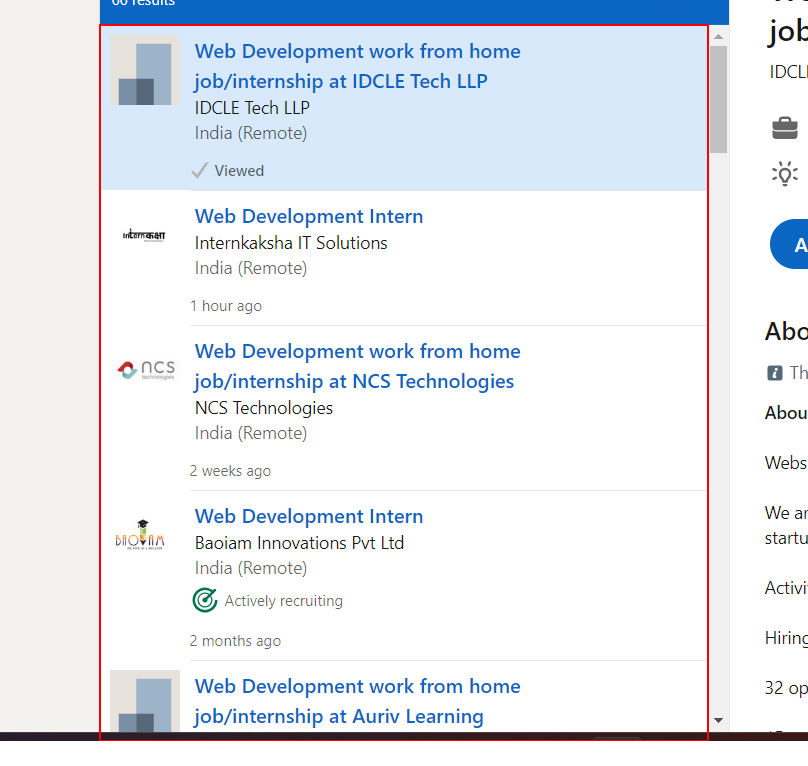 66 results
Web Development work from home
job/internship at IDCLE Tech LLP
IDCLE Tech LLP
India (Remote)
Viewed
Web Development Intern
Internkaksha IT Solutions
India (Remote)
1 hour ago
ncs
technologies
Web Development work from home
job/internship at NCS Technologies
NCS Technologies
India (Remote)
2 weeks ago
BAOIAM
Web Development Intern
Baoiam Innovations Pvt Ltd
India (Remote)
Actively recruiting
2 months ago
Web Development work from home
job/internship at Auriv Learning
job
IDCL
A
Abo
Th
Abou
Webs
We ar
startu
Activi
Hiring
32 op